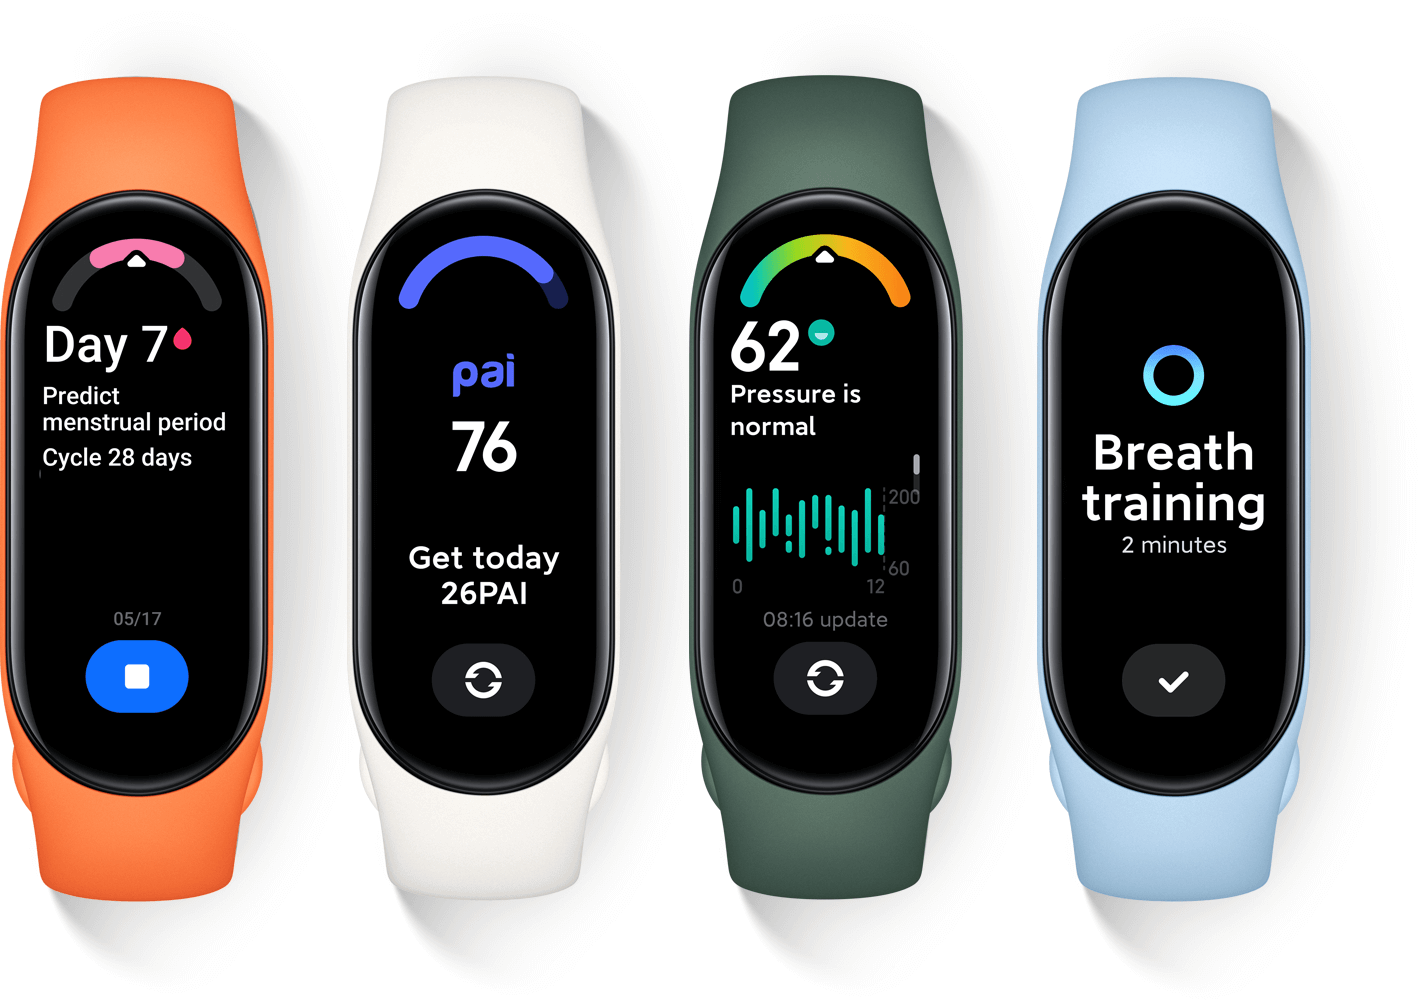 Day 7
Predict
menstrual period
Cycle 28 days
05/17
pai
76
Get today
26PAI
62
Pressure is
normal
200
60
0 12
08:16 update
Breath
training
2 minutes